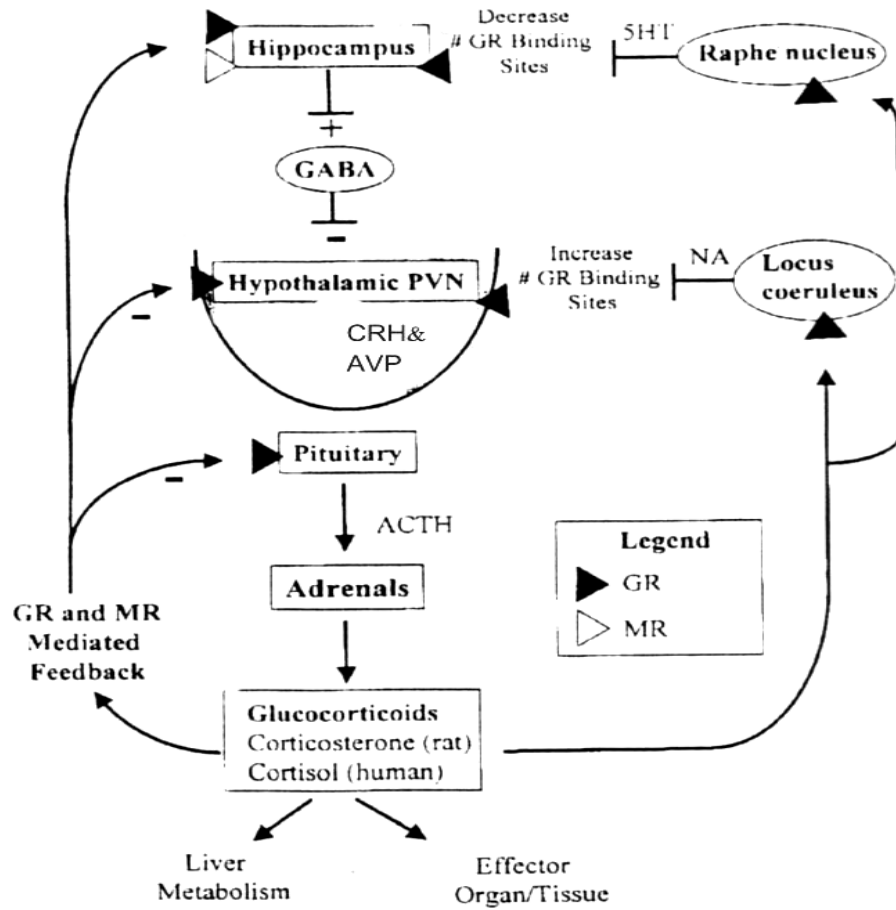 Decrease
# GR Binding
Sites
5HT
Hippocampus
Raphe nucleus
+
GABA
–
Increase
# GR Binding
Sites
NA
Locus
coeruleus
Hypothalamic PVN
–
CRH&
AVP
Pituitary
–
ACTH
Adrenals
Legend
GR
MR
GR and MR
Mediated
Feedback
Glucocorticoids
Corticosterone (rat)
Cortisol (human)
Liver
Metabolism
Effector
Organ/Tissue